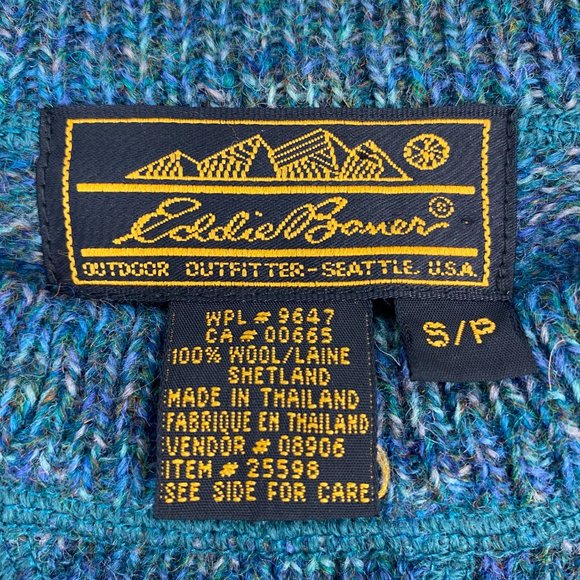 Eddie Bauer®
OUTDOOR OUTFITTER-SEATTLE, U.S.A.
WPL # 9647
CA # 00665
100% WOOL/LAINE
SHETLAND
MADE IN THAILAND
FABRIQUE EN THAILAND
VENDOR # 08906
ITEM # 25598
SEE SIDE FOR CARE
S/P